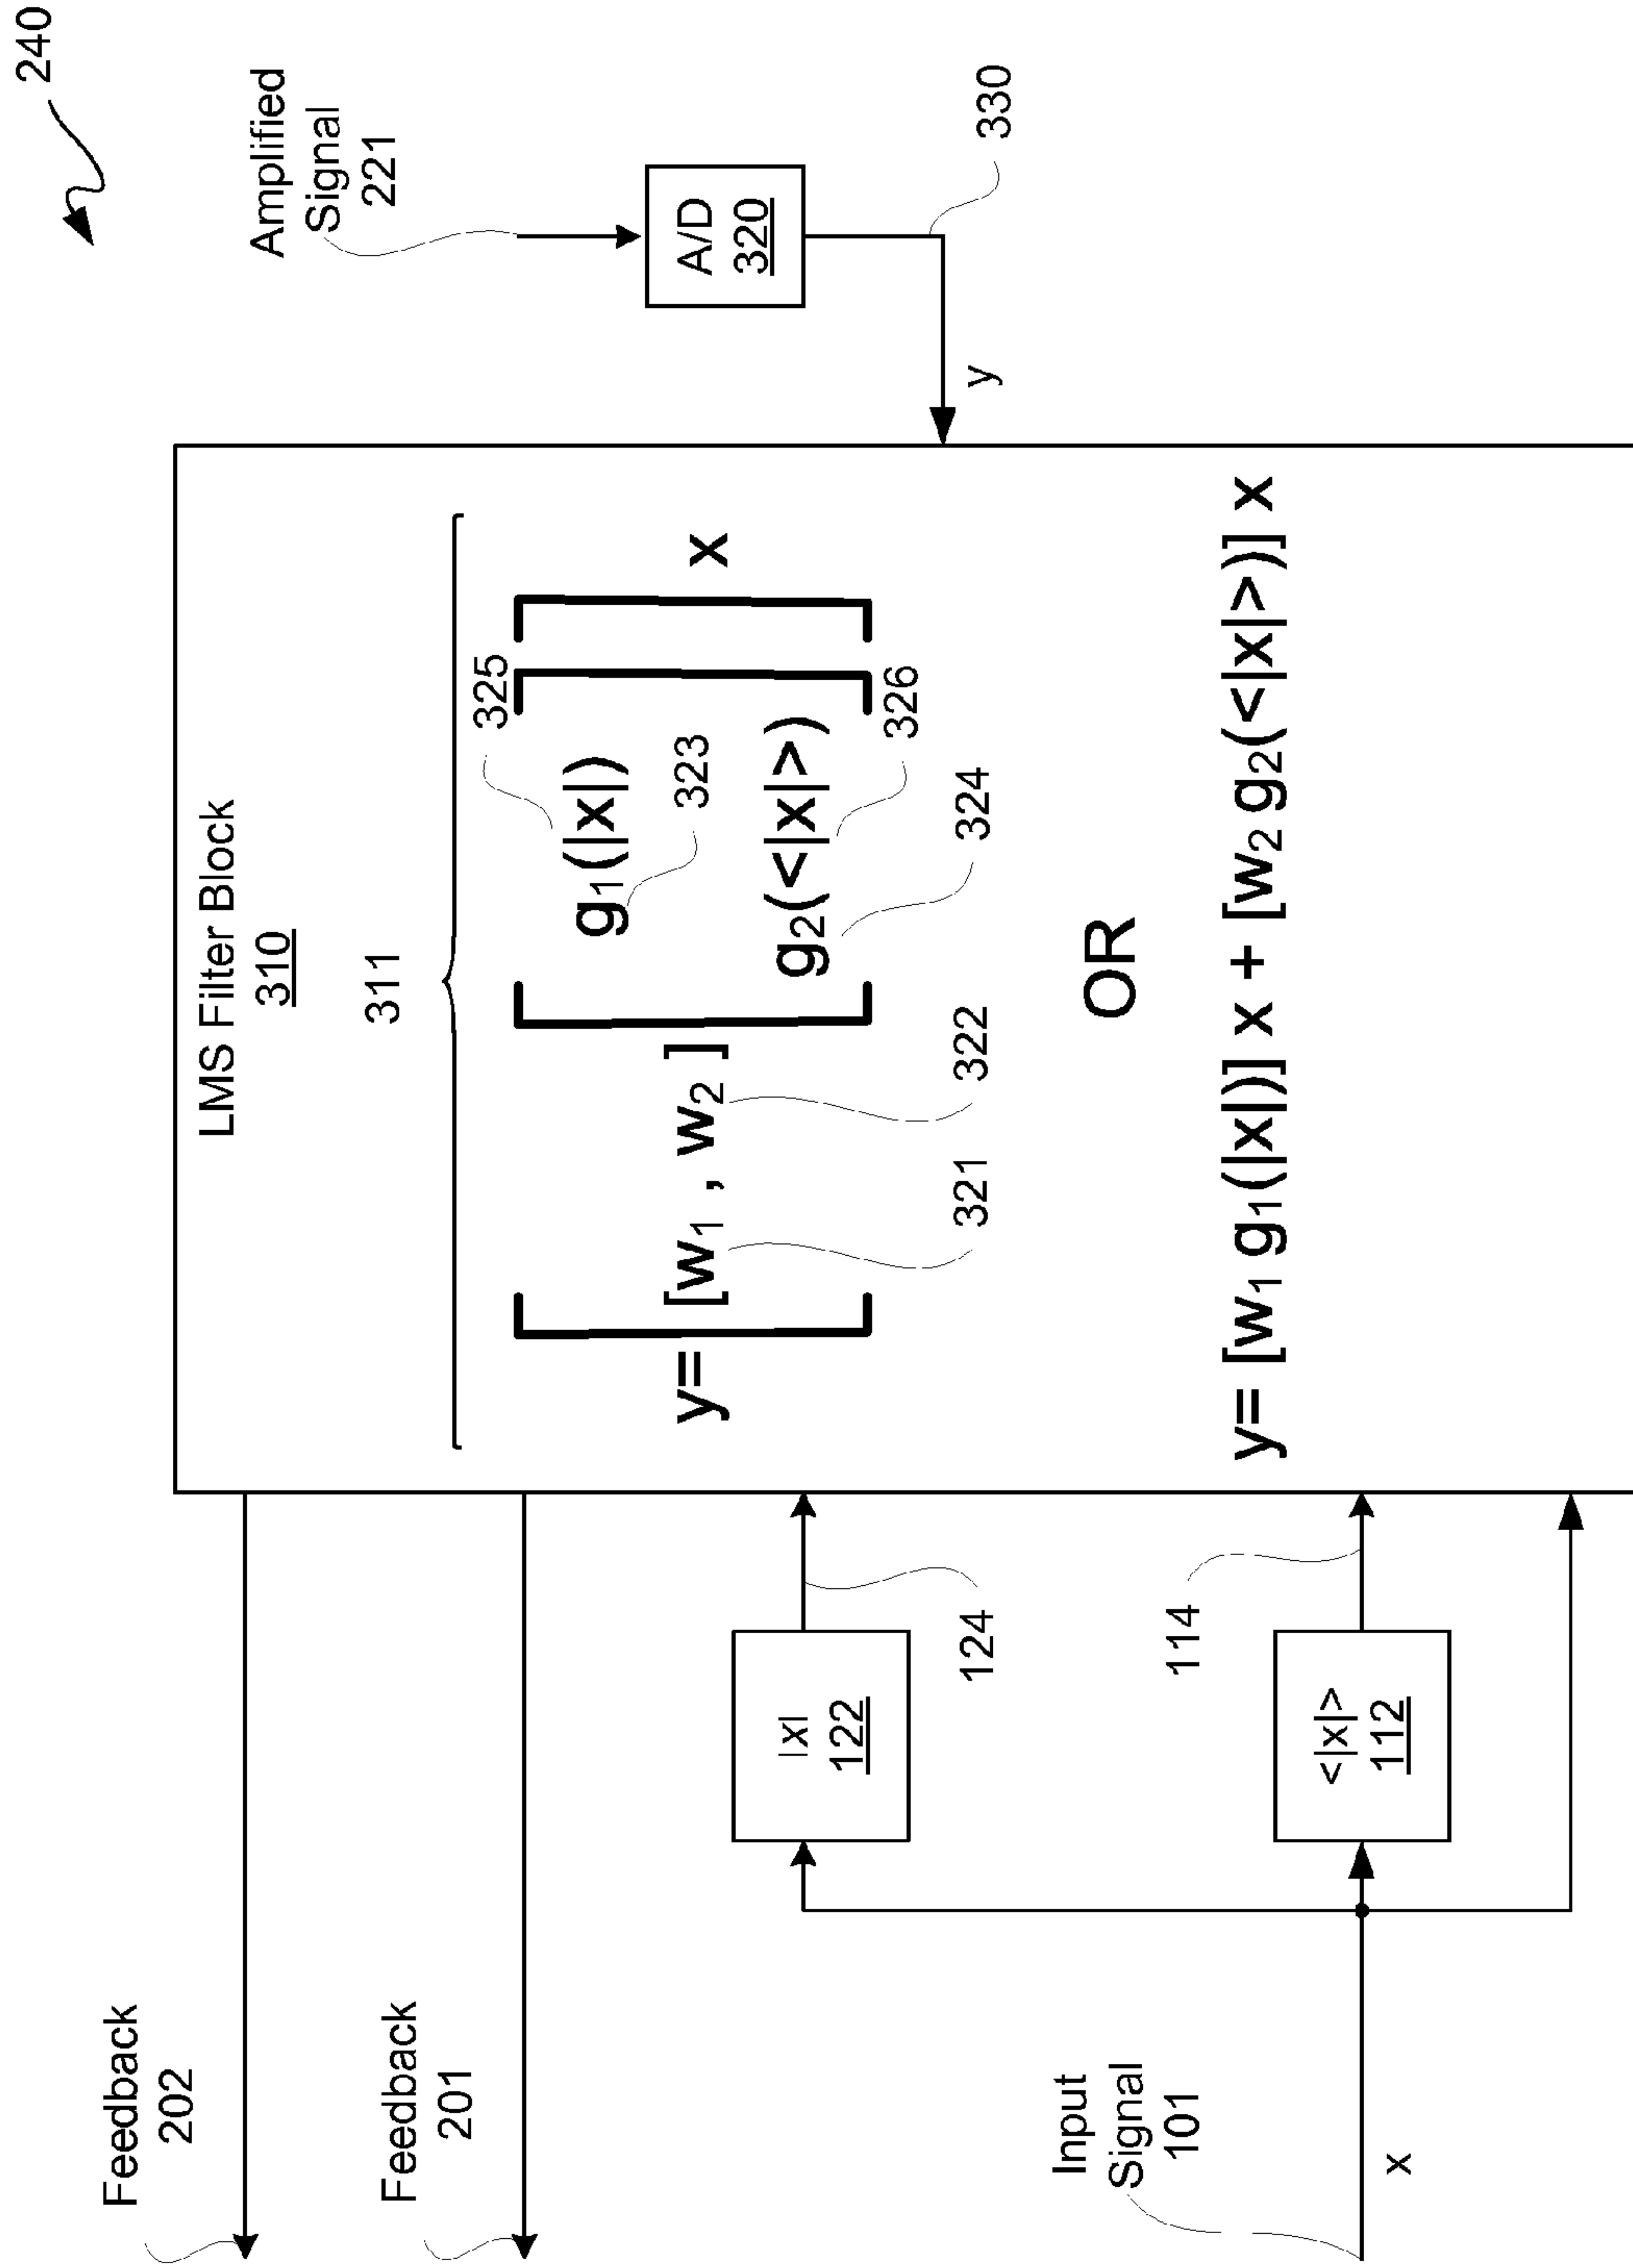 240
Feedback
202
LMS Filter Block
310
Amplified
Signal
221
311
Feedback
201
325
y= [w₁ , w₂ ]
g₁(|x|)
323
g₂(<|x|>)
x
321
322
324
326
A/D
320
330
y
|x|
122
124
OR
Input
Signal
101
x
<|x|>
112
114
y= [w₁ g₁(|x|)] x + [w₂ g₂(<|x|>)] x